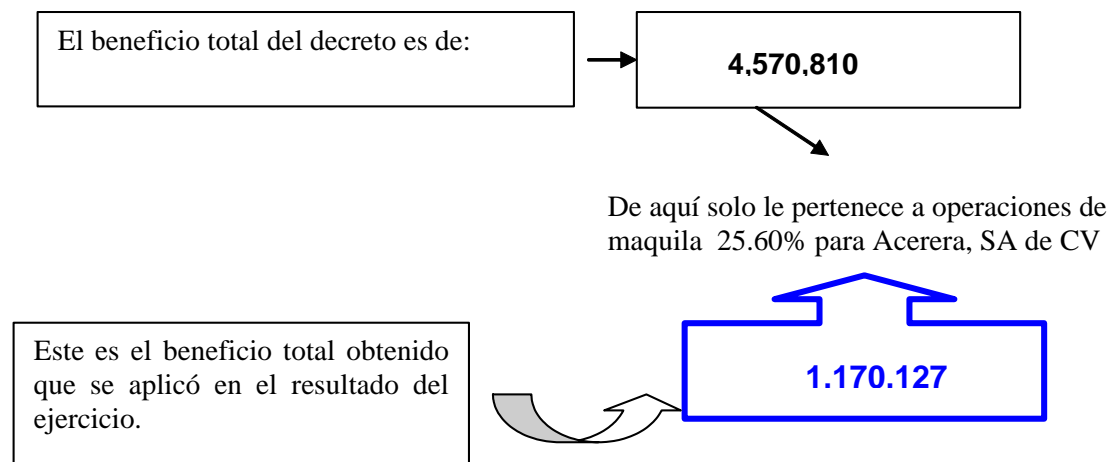 El beneficio total del decreto es de:
4,570,810
De aquí solo le pertenece a operaciones de
maquila 25.60% para Acerera, SA de CV
Este es el beneficio total obtenido
que se aplicó en el resultado del
ejercicio.
1.170.127